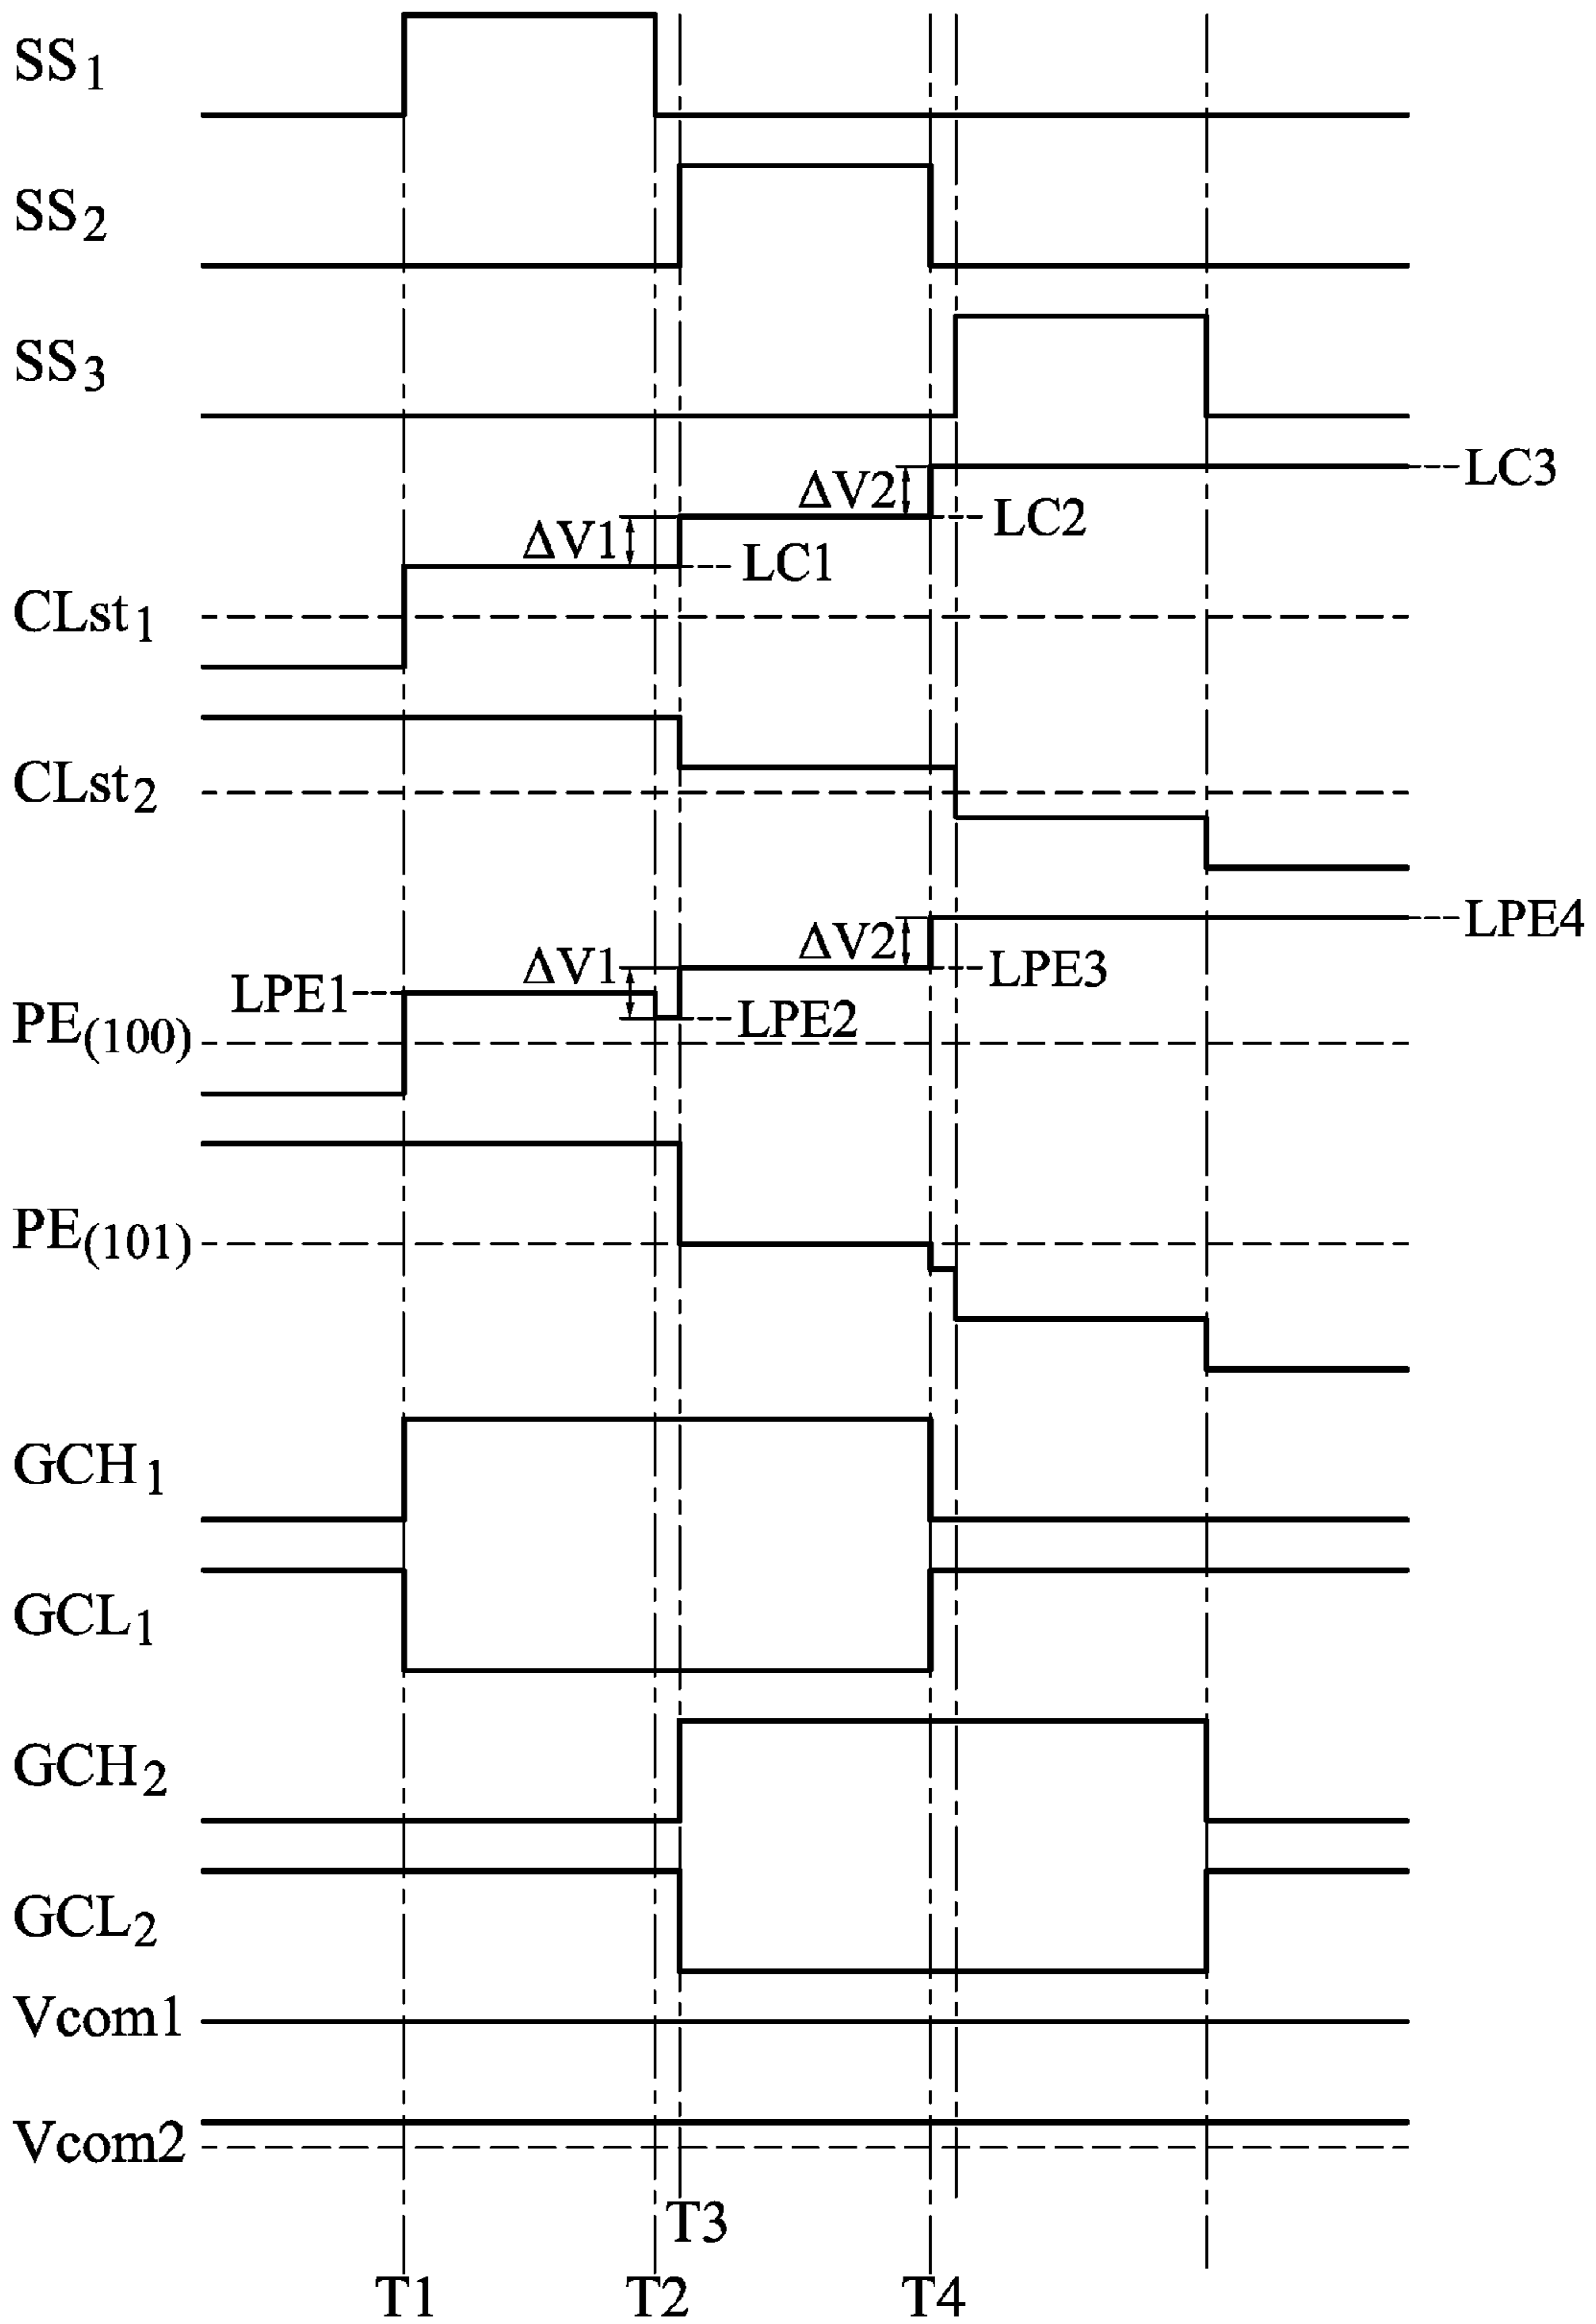 SS1
SS2
SS3
LC3
ΔV2
LC2
ΔV1
LC1
CLst1
CLst2
LPE4
ΔV2
LPE3
ΔV1
LPE1
LPE2
PE(100)
PE(101)
GCH1
GCL1
GCH2
GCL2
Vcom1
Vcom2
T3
T1 T2 T4